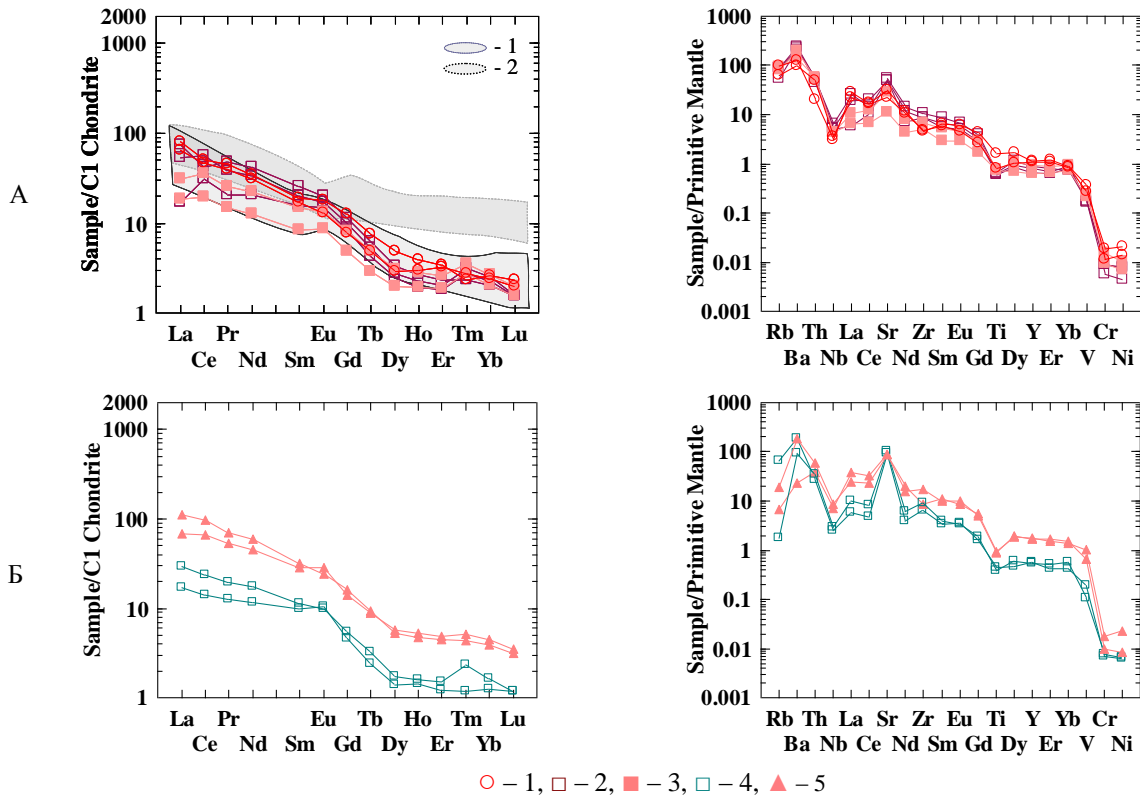 А
Sample/C1 Chondrite
2000
1000
100
10
1
- 1
- 2
La Pr Eu Tb Ho Tm Lu
Ce Nd Sm Gd Dy Er Yb
Sample/Primitive Mantle
1000
100
10
1
0.1
0.01
0.001
Rb Th La Sr Zr Eu Ti Y Yb Cr
Ba Nb Ce Nd Sm Gd Dy Er V Ni
Б
Sample/C1 Chondrite
2000
1000
100
10
1
La Pr Eu Tb Ho Tm Lu
Ce Nd Sm Gd Dy Er Yb
Sample/Primitive Mantle
1000
100
10
1
0.1
0.01
0.001
Rb Th La Sr Zr Eu Ti Y Yb Cr
Ba Nb Ce Nd Sm Gd Dy Er V Ni
– 1, – 2, – 3, – 4, – 5